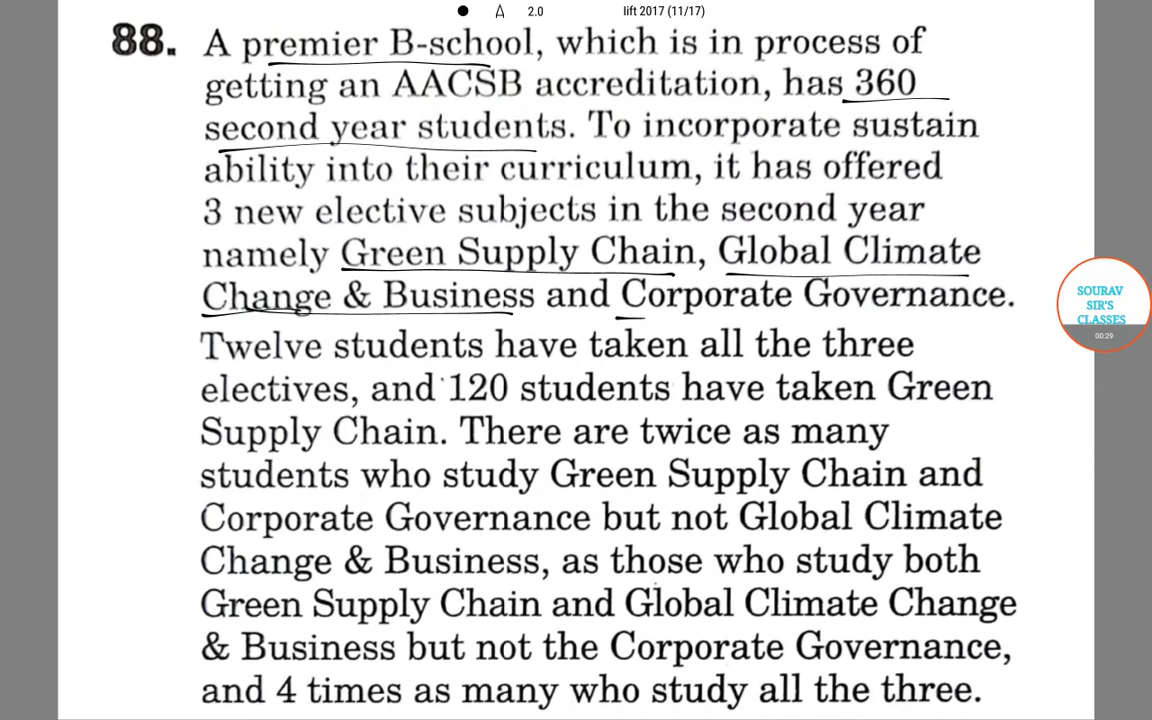 2.0 lift 2017 (11/17)
88. A premier B-school, which is in process of
getting an AACSB accreditation, has 360
second year students. To incorporate sustain
ability into their curriculum, it has offered
3 new elective subjects in the second year
namely Green Supply Chain, Global Climate
Change & Business and Corporate Governance.
SOURAV
SIR'S
CLASSES
00:29
Twelve students have taken all the three
electives, and 120 students have taken Green
Supply Chain. There are twice as many
students who study Green Supply Chain and
Corporate Governance but not Global Climate
Change & Business, as those who study both
Green Supply Chain and Global Climate Change
& Business but not the Corporate Governance,
and 4 times as many who study all the three.